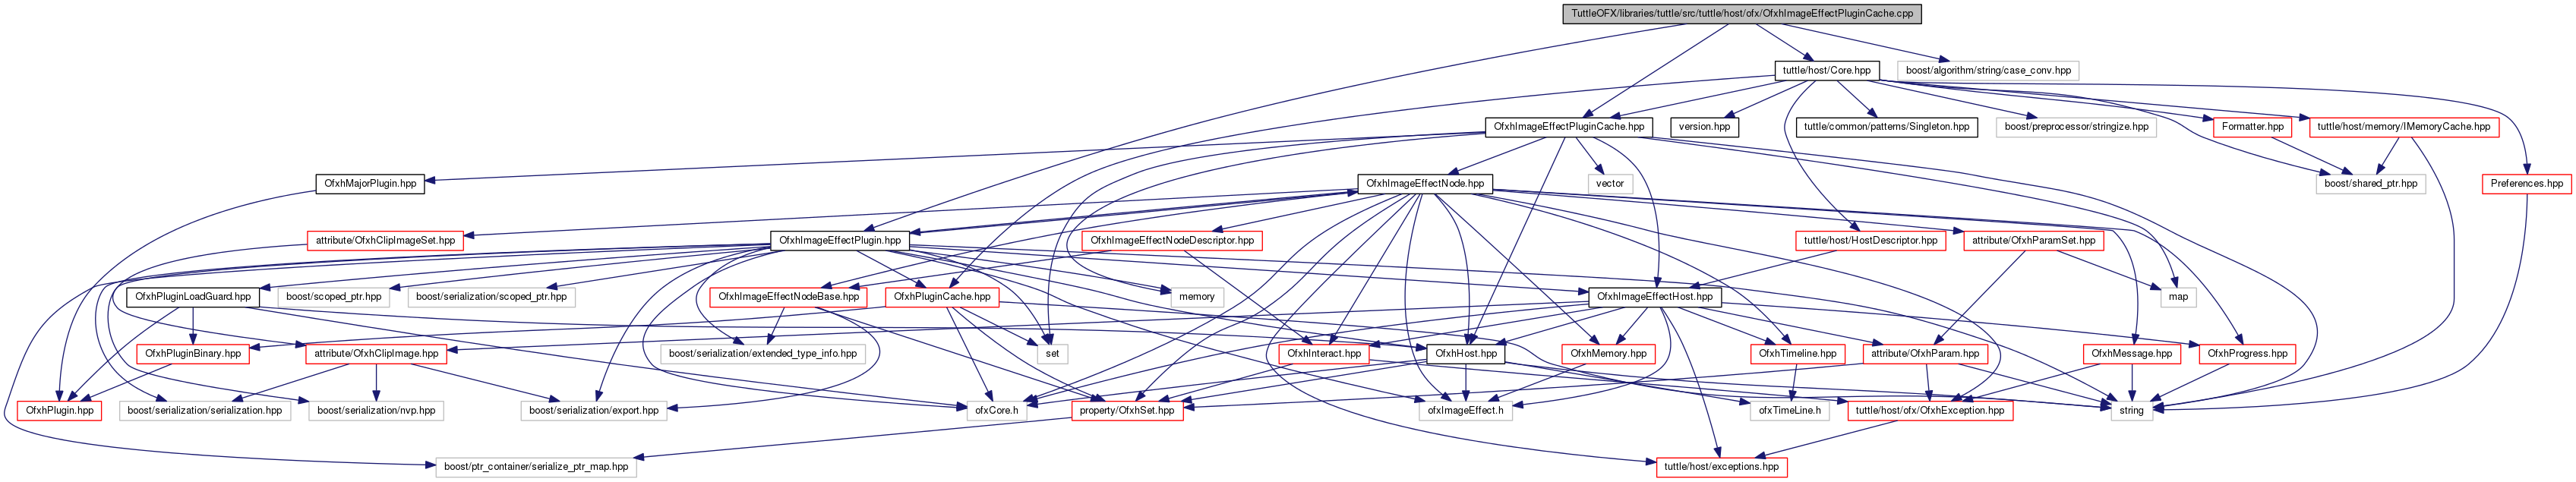 TuttleOFX/libraries/tuttle/src/tuttle/host/ofx/OfxhImageEffectPluginCache.cpp
tuttle/host/Core.hpp
boost/algorithm/string/case_conv.hpp
OfxhImageEffectPluginCache.hpp
version.hpp
tuttle/common/patterns/Singleton.hpp
boost/preprocessor/stringize.hpp
Formatter.hpp
tuttle/host/memory/IMemoryCache.hpp
OfxhMajorPlugin.hpp
OfxhImageEffectNode.hpp
vector
boost/shared_ptr.hpp
Preferences.hpp
attribute/OfxhClipImageSet.hpp
OfxhImageEffectPlugin.hpp
OfxhImageEffectNodeDescriptor.hpp
tuttle/host/HostDescriptor.hpp
attribute/OfxhParamSet.hpp
OfxhPluginLoadGuard.hpp
boost/scoped_ptr.hpp
boost/serialization/scoped_ptr.hpp
OfxhImageEffectNodeBase.hpp
OfxhPluginCache.hpp
memory
OfxhImageEffectHost.hpp
map
OfxhPluginBinary.hpp
attribute/OfxhClipImage.hpp
boost/serialization/extended_type_info.hpp
set
OfxhInteract.hpp
OfxhHost.hpp
OfxhMemory.hpp
OfxhTimeline.hpp
attribute/OfxhParam.hpp
OfxhMessage.hpp
OfxhProgress.hpp
OfxhPlugin.hpp
boost/serialization/serialization.hpp
boost/serialization/nvp.hpp
boost/serialization/export.hpp
ofxCore.h
property/OfxhSet.hpp
ofxImageEffect.h
ofxTimeLine.h
tuttle/host/ofx/OfxhException.hpp
string
boost/ptr_container/serialize_ptr_map.hpp
tuttle/host/exceptions.hpp